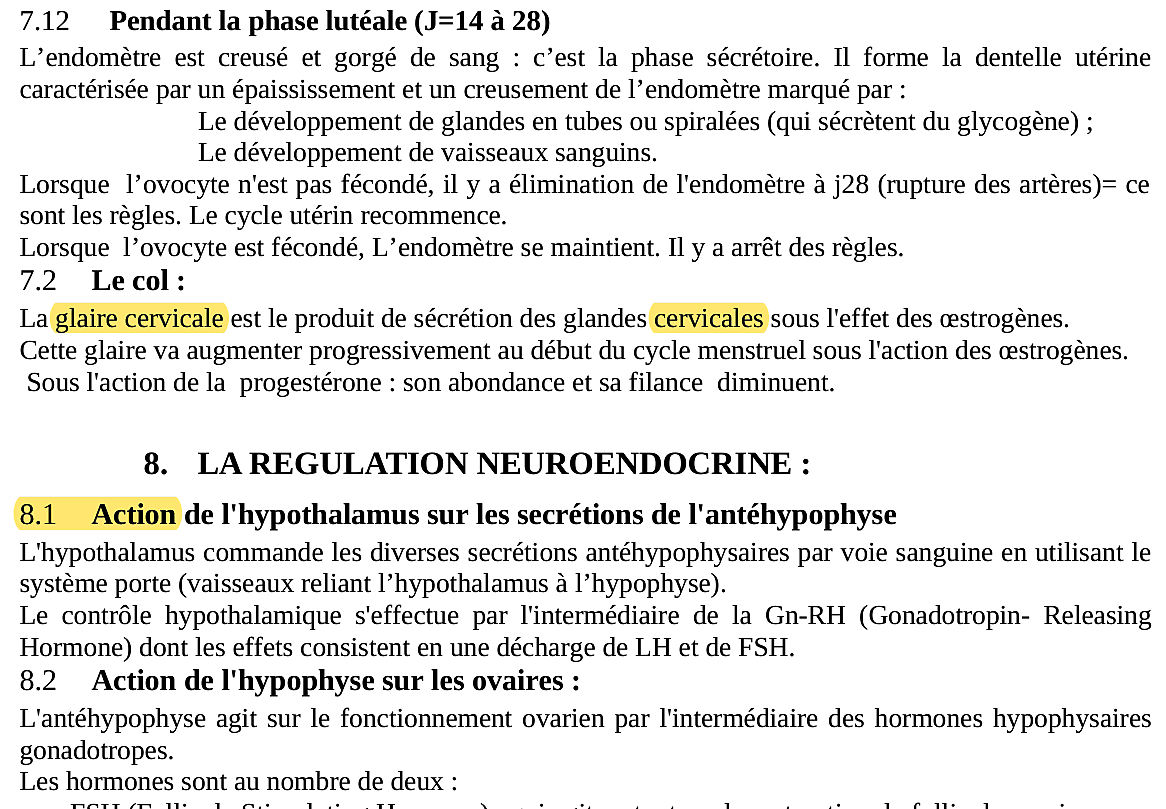 7.12 Pendant la phase lutéale (J=14 à 28)
L’endomètre est creusé et gorgé de sang : c’est la phase sécrétoire. Il forme la dentelle utérine
caractérisée par un épaississement et un creusement de l’endomètre marqué par :
Le développement de glandes en tubes ou spiralées (qui sécrètent du glycogène) ;
Le développement de vaisseaux sanguins.
Lorsque l’ovocyte n'est pas fécondé, il y a élimination de l'endomètre à j28 (rupture des artères)= ce
sont les règles. Le cycle utérin recommence.
Lorsque l’ovocyte est fécondé, L’endomètre se maintient. Il y a arrêt des règles.
7.2 Le col :
La glaire cervicale est le produit de sécrétion des glandes cervicales sous l'effet des œstrogènes.
Cette glaire va augmenter progressivement au début du cycle menstruel sous l'action des œstrogènes.
Sous l'action de la progestérone : son abondance et sa filance diminuent.
8. LA REGULATION NEUROENDOCRINE :
8.1 Action de l'hypothalamus sur les secrétions de l'antéhypophyse
L'hypothalamus commande les diverses secrétions antéhypophysaires par voie sanguine en utilisant le
système porte (vaisseaux reliant l’hypothalamus à l’hypophyse).
Le contrôle hypothalamique s'effectue par l'intermédiaire de la Gn-RH (Gonadotropin- Releasing
Hormone) dont les effets consistent en une décharge de LH et de FSH.
8.2 Action de l'hypophyse sur les ovaires :
L'antéhypophyse agit sur le fonctionnement ovarien par l'intermédiaire des hormones hypophysaires
gonadotropes.
Les hormones sont au nombre de deux :